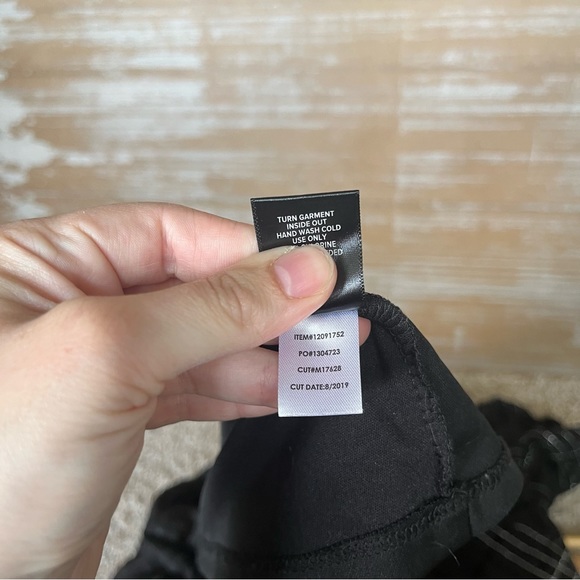 TURN GARMENT
INSIDE OUT
HAND WASH COLD
USE ONLY
ITEM#12091752
PO#1304723
CUT#M17628
CUT DATE:8/2019